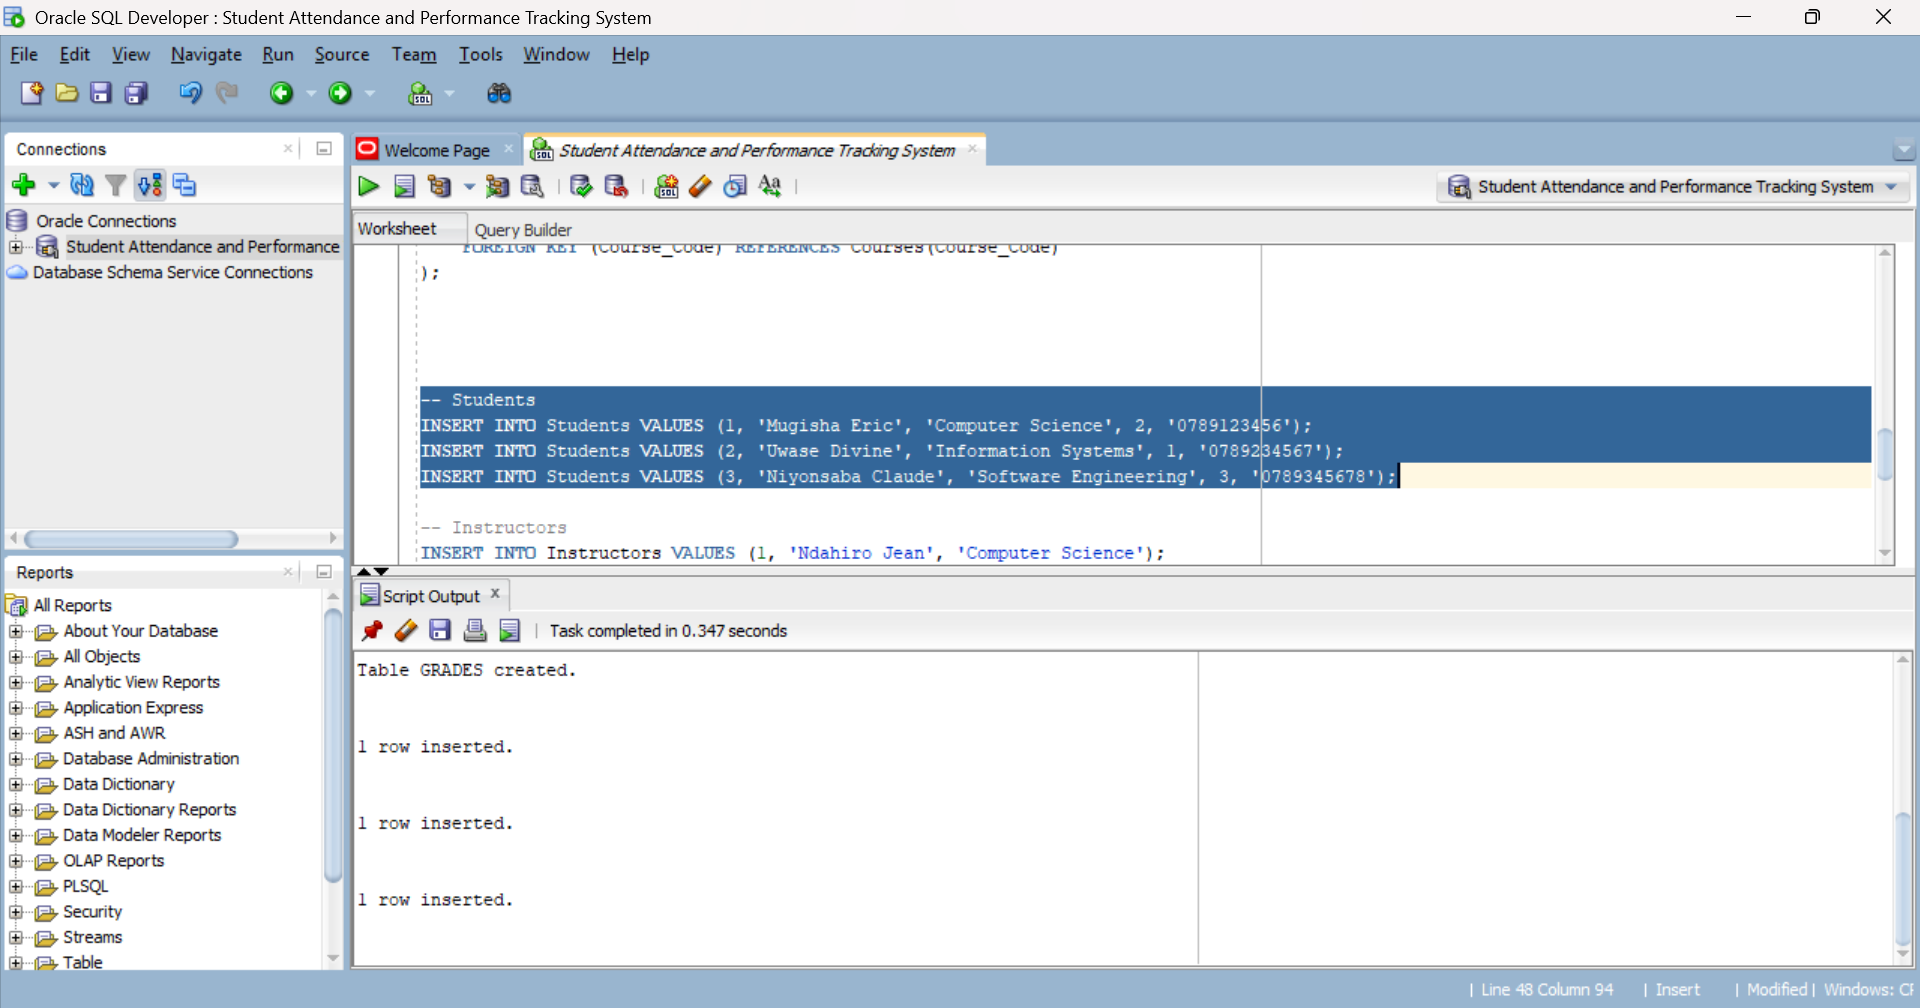 Oracle SQL Developer : Student Attendance and Performance Tracking System
File Edit View Navigate Run Source Team Tools Window Help
Connections
Oracle Connections
Student Attendance and Performance
Database Schema Service Connections
Reports
All Reports
About Your Database
All Objects
Analytic View Reports
Application Express
ASH and AWR
Database Administration
Data Dictionary
Data Dictionary Reports
Data Modeler Reports
OLAP Reports
PLSQL
Security
Streams
Table
Welcome Page
Student Attendance and Performance Tracking System
Student Attendance and Performance Tracking System
Worksheet Query Builder
FOREIGN KEY (Course_Code) REFERENCES Courses(Course_Code)
);
-- Students
INSERT INTO Students VALUES (1, 'Mugisha Eric', 'Computer Science', 2, '0789123456');
INSERT INTO Students VALUES (2, 'Uwase Divine', 'Information Systems', 1, '0789234567');
INSERT INTO Students VALUES (3, 'Niyonsaba Claude', 'Software Engineering', 3, '0789345678');
-- Instructors
INSERT INTO Instructors VALUES (1, 'Ndahiro Jean', 'Computer Science');
Script Output
Task completed in 0.347 seconds
Table GRADES created.
1 row inserted.
1 row inserted.
1 row inserted.
Line 48 Column 94 | Insert | Modified | Windows: CF